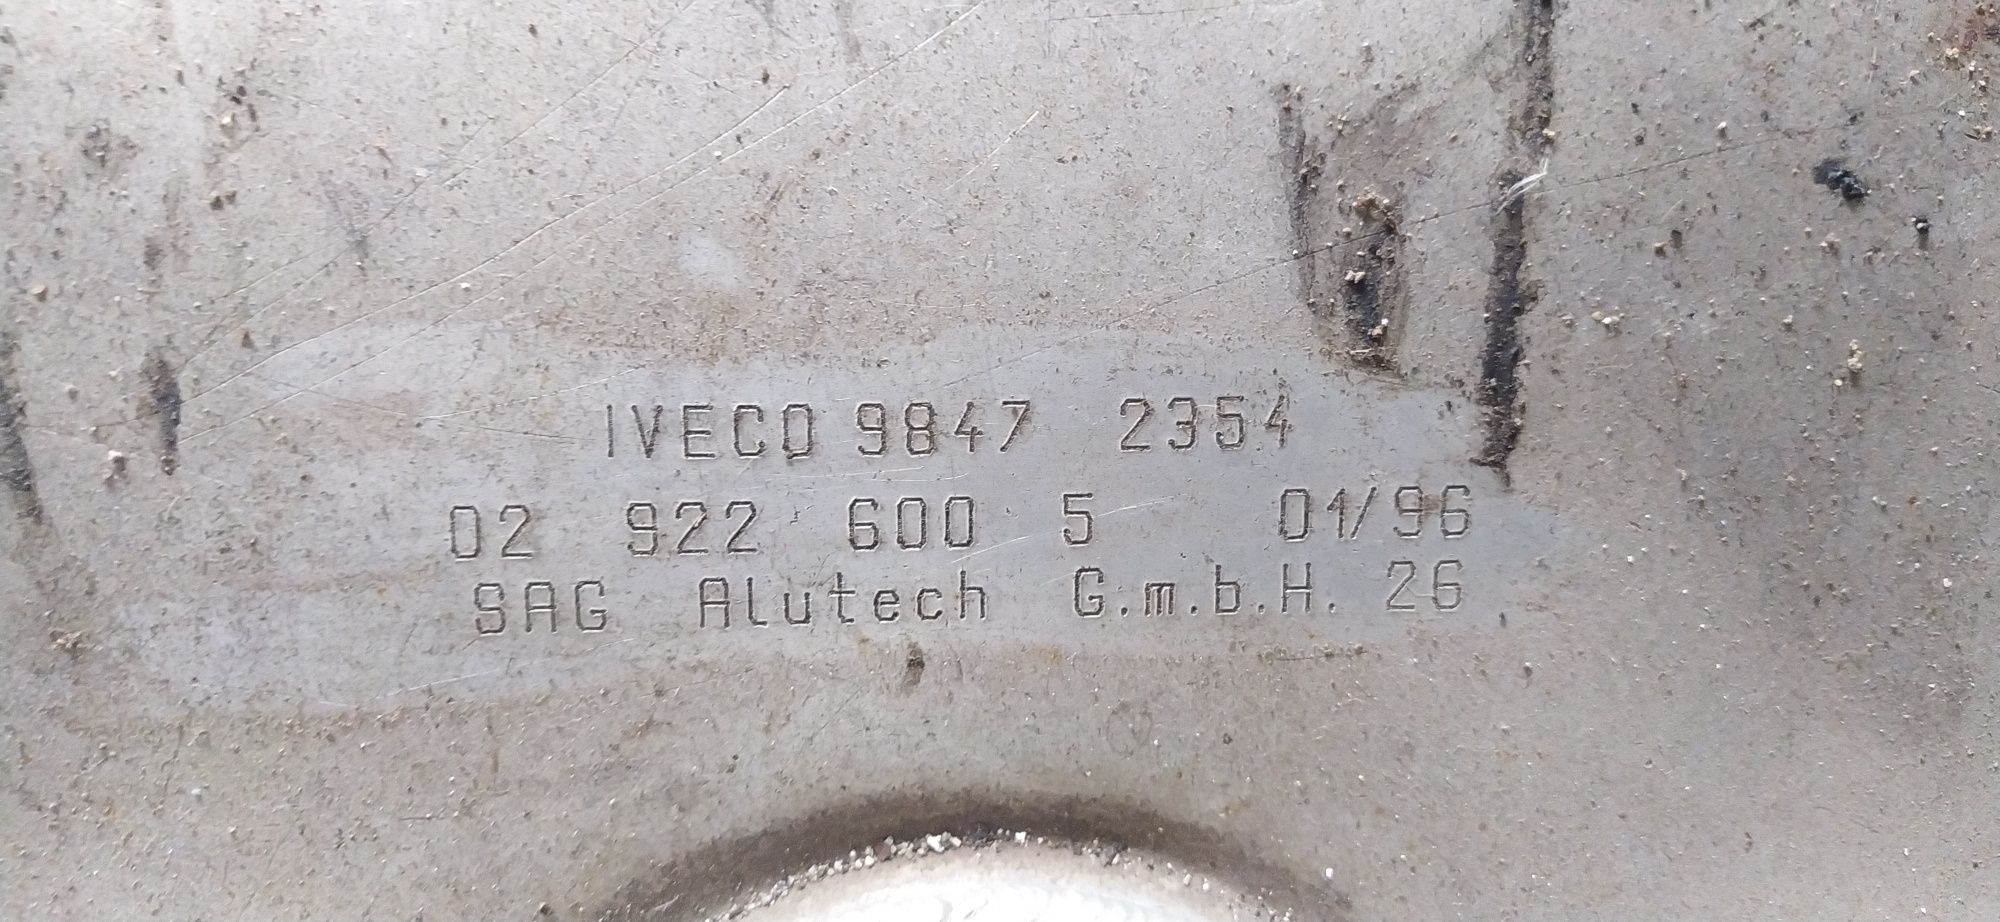 IVECO 9847 2354
02 922 600 5 01/96
SAG Alutech G.m.b.H. 26